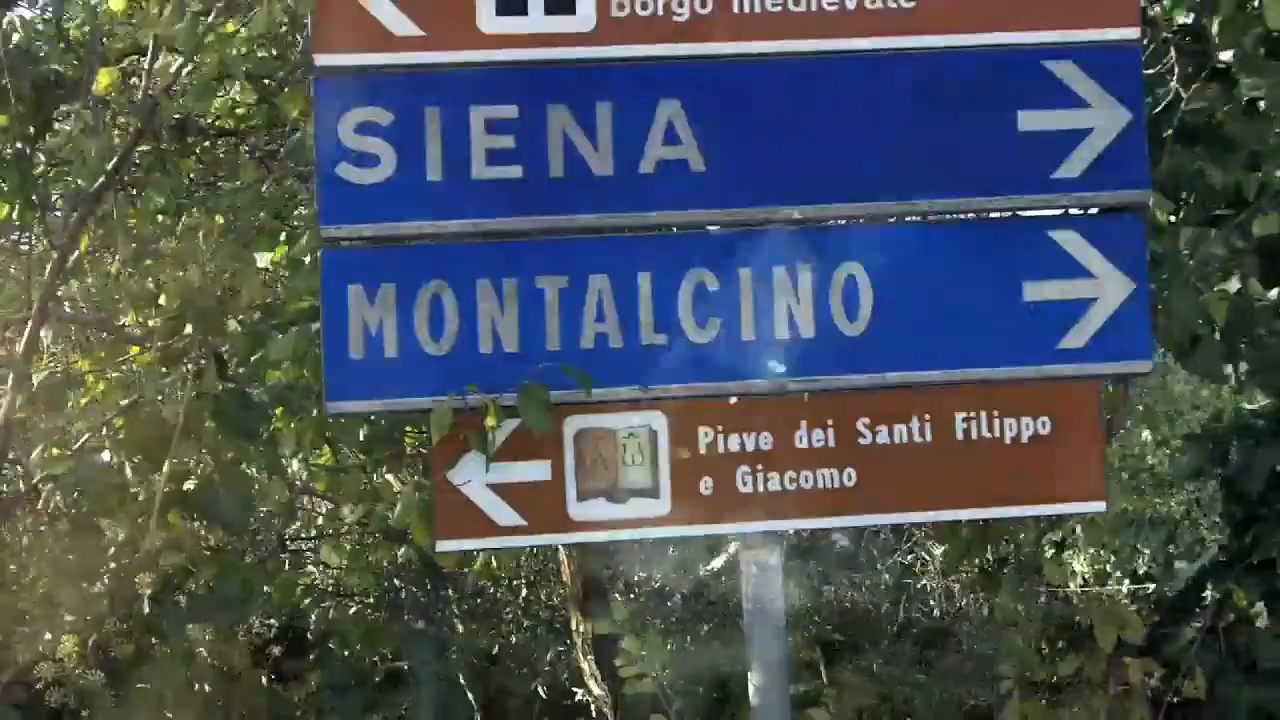 Borgo medievale
SIENA
MONTALCINO
Pieve dei Santi Filippo
e Giacomo